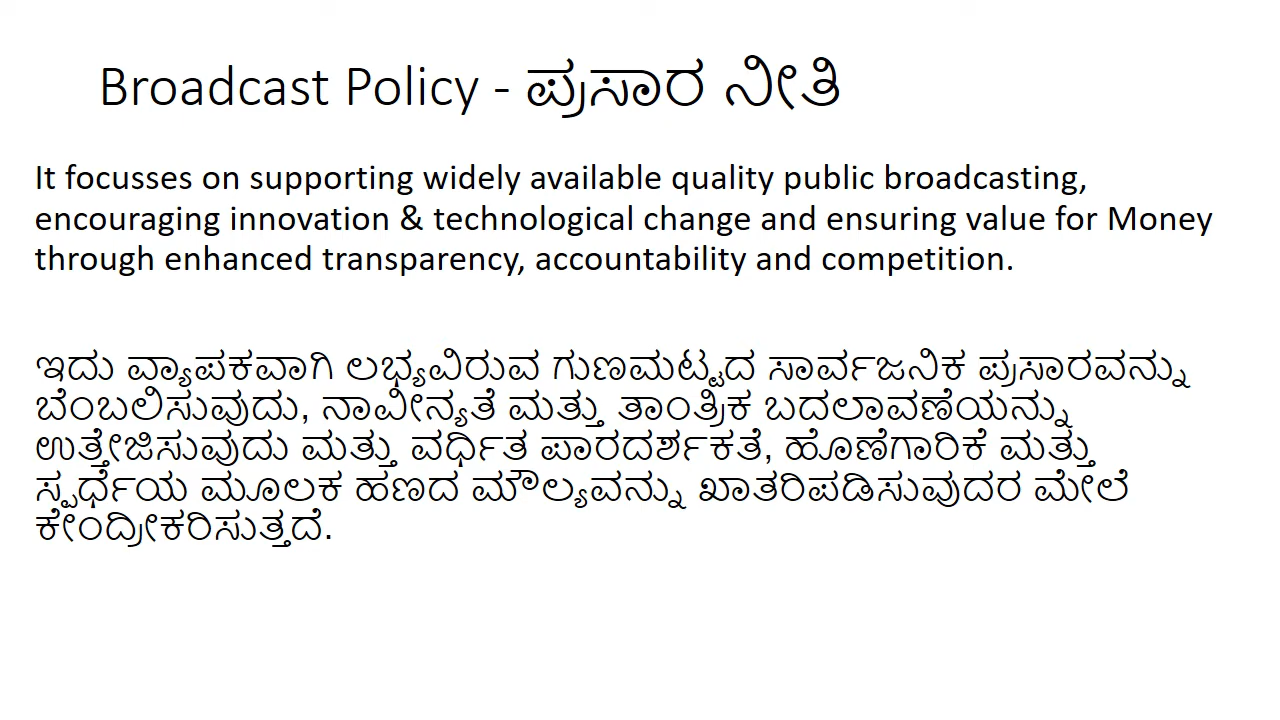 Broadcast Policy - ಪ್ರಸಾರ ನೀತಿ
It focusses on supporting widely available quality public broadcasting,
encouraging innovation & technological change and ensuring value for Money
through enhanced transparency, accountability and competition.
ಇದು ವ್ಯಾಪಕವಾಗಿ ಲಭ್ಯವಿರುವ ಗುಣಮಟ್ಟದ ಸಾರ್ವಜನಿಕ ಪ್ರಸಾರವನ್ನು
ಬೆಂಬಲಿಸುವುದು, ನಾವೀನ್ಯತೆ ಮತ್ತು ತಾಂತ್ರಿಕ ಬದಲಾವಣೆಯನ್ನು
ಉತ್ತೇಜಿಸುವುದು ಮತ್ತು ವರ್ಧಿತ ಪಾರದರ್ಶಕತೆ, ಹೊಣೆಗಾರಿಕೆ ಮತ್ತು
ಸ್ಪರ್ಧೆಯ ಮೂಲಕ ಹಣದ ಮೌಲ್ಯವನ್ನು ಖಾತರಿಪಡಿಸುವುದರ ಮೇಲೆ
ಕೇಂದ್ರೀಕರಿಸುತ್ತದೆ.